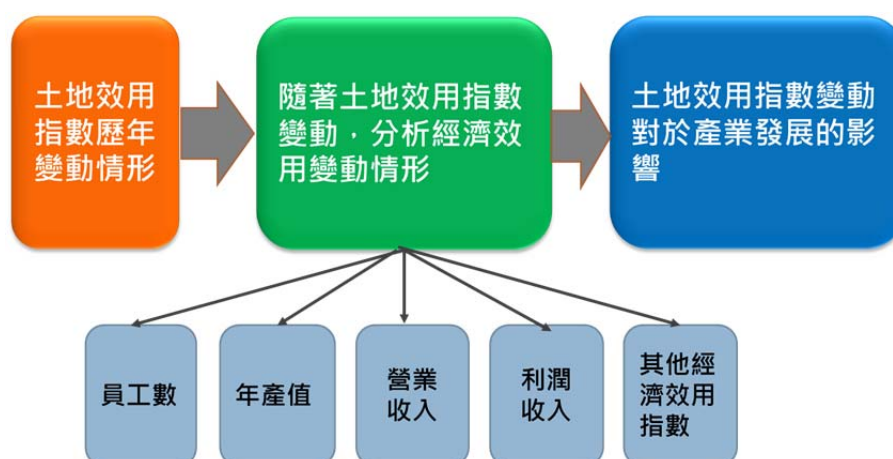 土地效用
指數歷年
變動情形
隨著土地效用指數
變動，分析經濟效
用變動情形
土地效用指數變動
對於產業發展的影
響
員工數
年產值
營業
收入
利潤
收入
其他經
濟效用
指數